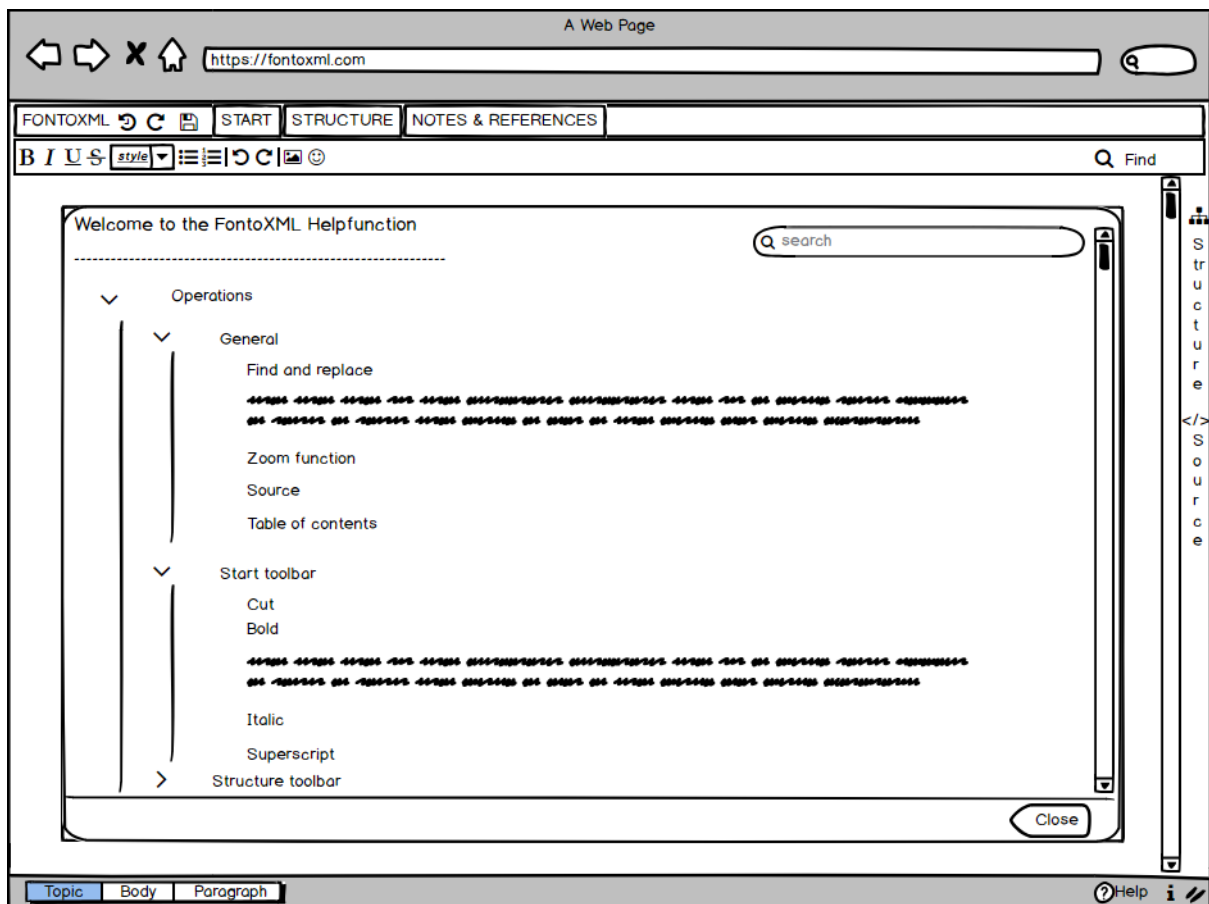 A Web Page
https://fontoxml.com
FONTOXML START STRUCTURE NOTES & REFERENCES
B I U S style Find
Welcome to the FontoXML Helpfunction
search
Operations
General
Find and replace
Zoom function
Source
Table of contents
Start toolbar
Cut
Bold
Italic
Superscript
Structure toolbar
Close
Structure
</>
Source
Topic Body Paragraph Help i